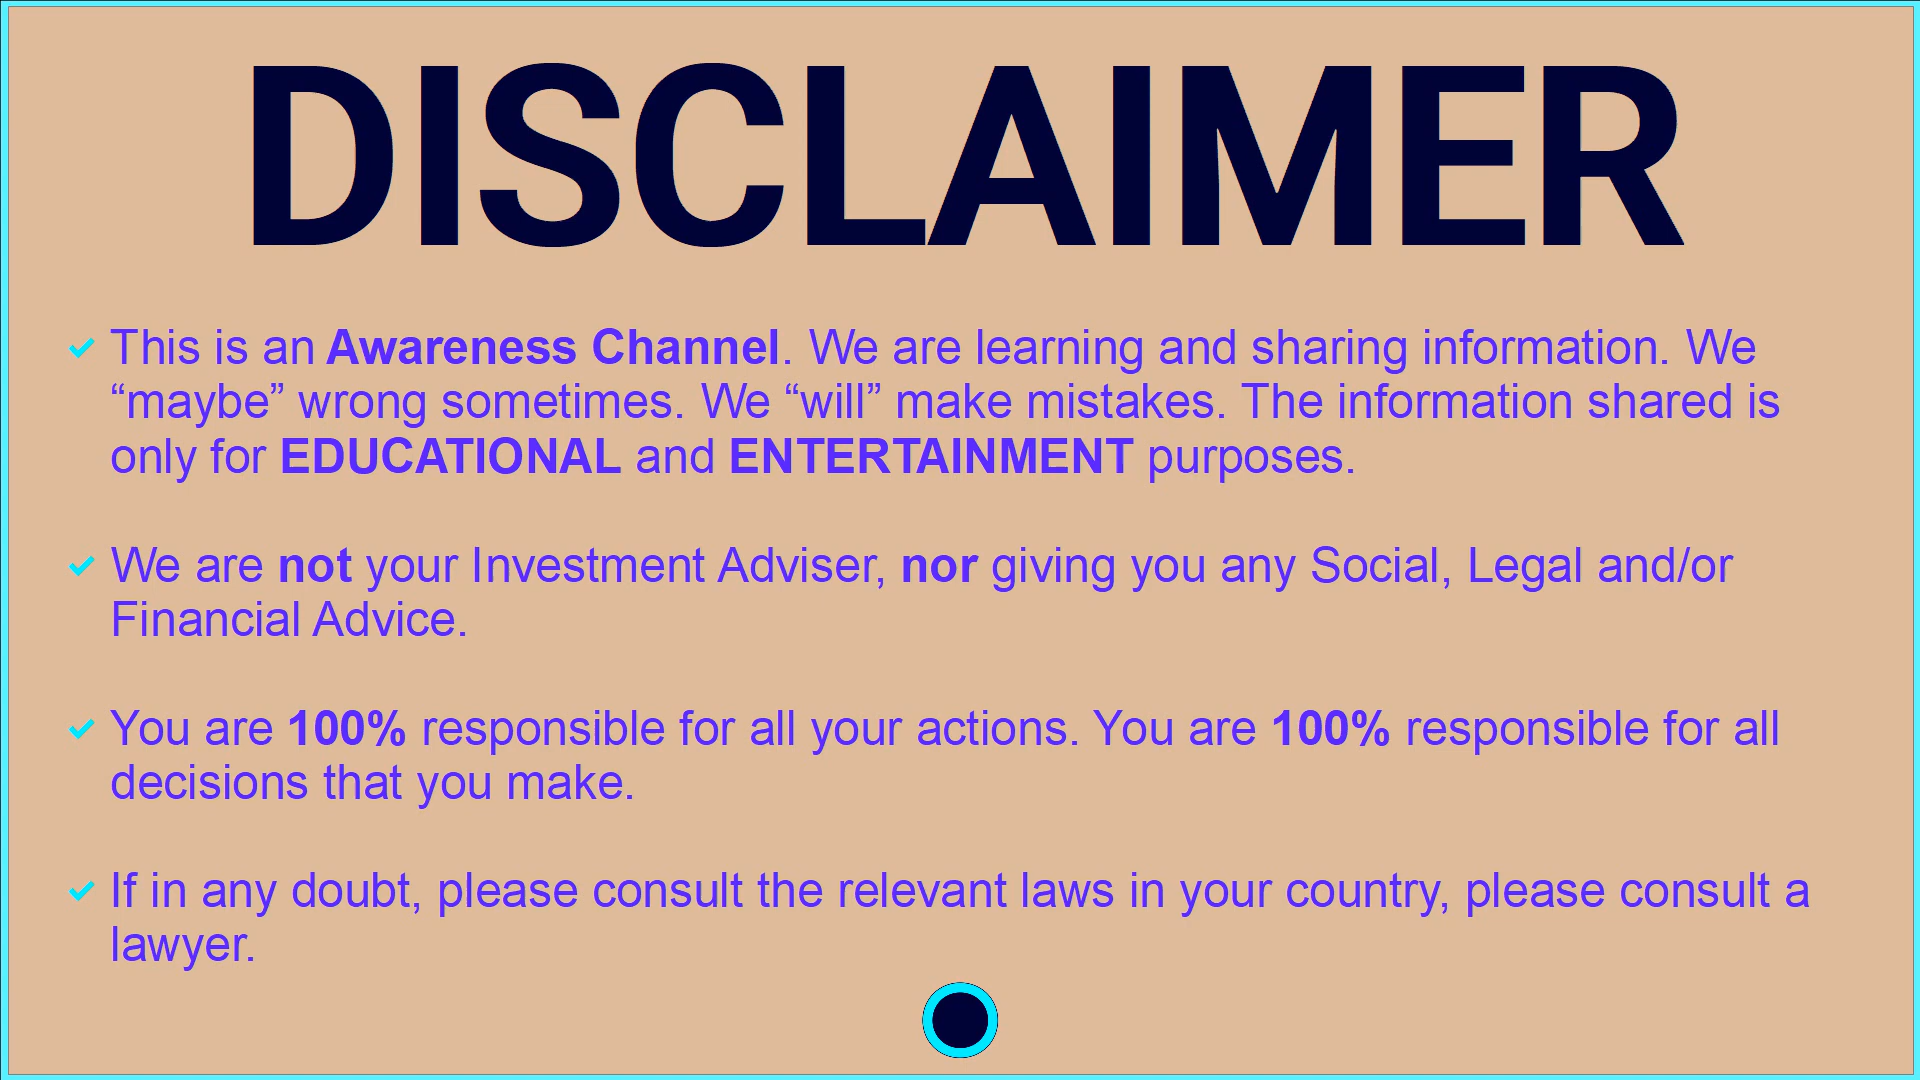 DISCLAIMER
This is an Awareness Channel. We are learning and sharing information. We
“maybe” wrong sometimes. We “will” make mistakes. The information shared is
only for EDUCATIONAL and ENTERTAINMENT purposes.
We are not your Investment Adviser, nor giving you any Social, Legal and/or
Financial Advice.
You are 100% responsible for all your actions. You are 100% responsible for all
decisions that you make.
If in any doubt, please consult the relevant laws in your country, please consult a
lawyer.